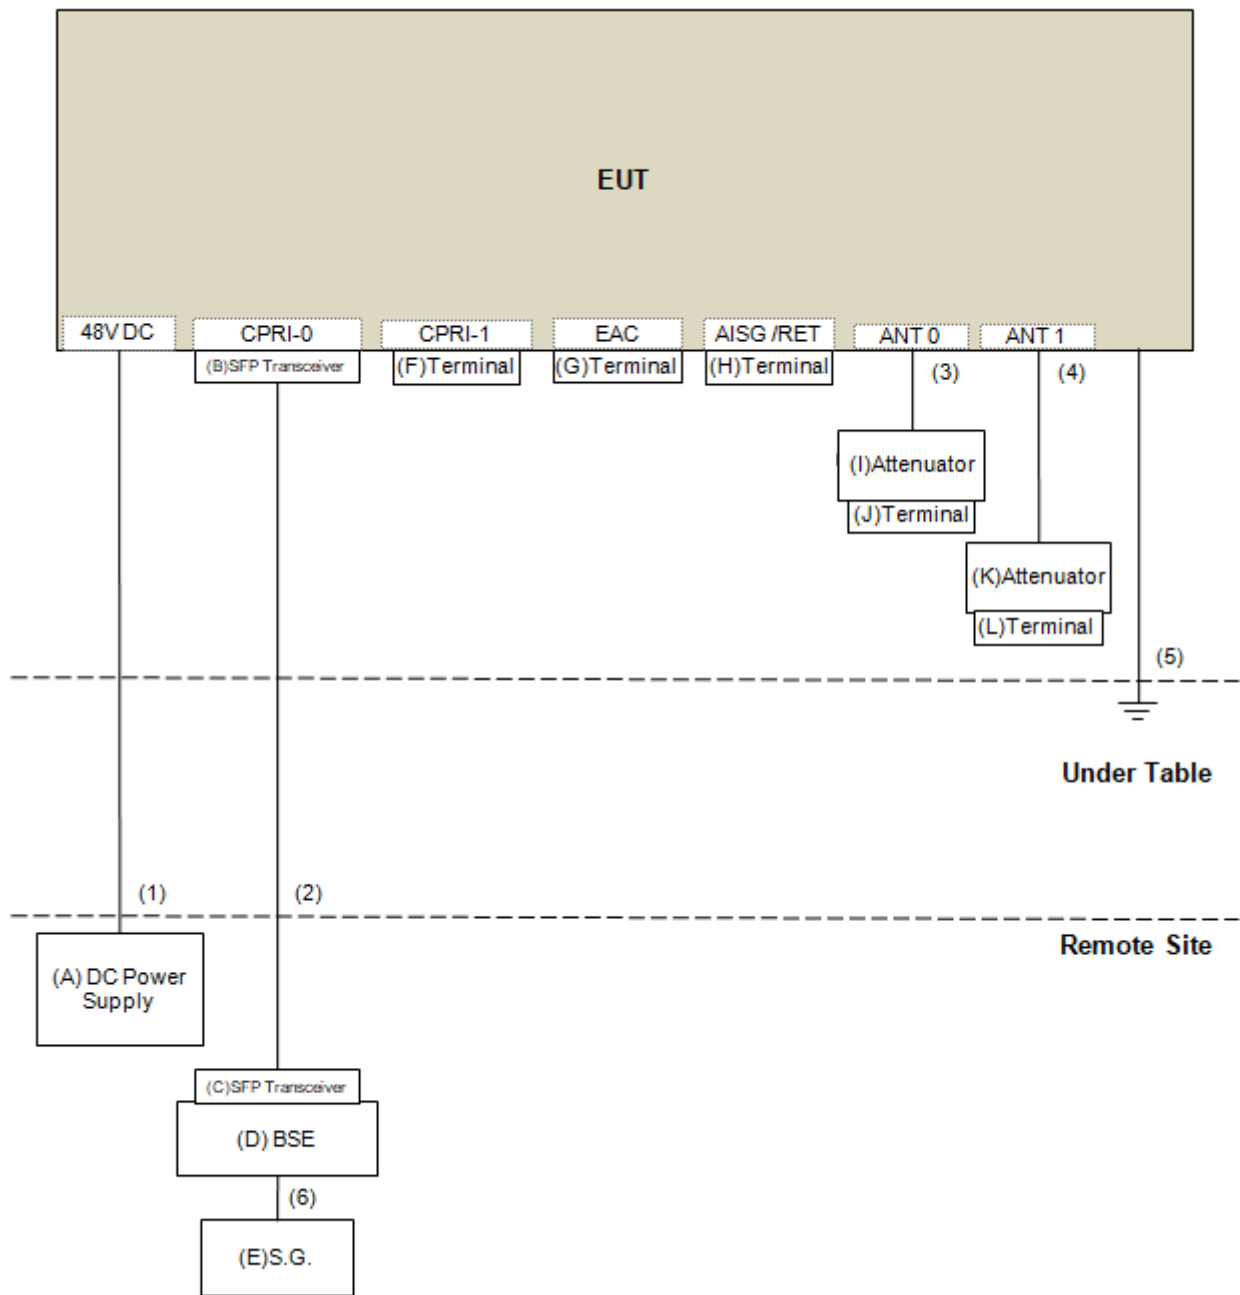 EUT
48V DC
CPRI-0
CPRI-1
EAC
AISG /RET
ANT 0
ANT 1
(B)SFP Transceiver
(F)Terminal
(G)Terminal
(H)Terminal
(3)
(4)
(I)Attenuator
(J)Terminal
(K)Attenuator
(L)Terminal
(5)
Under Table
(1)
(2)
Remote Site
(A) DC Power
Supply
(C)SFP Transceiver
(D) BSE
(6)
(E)S.G.